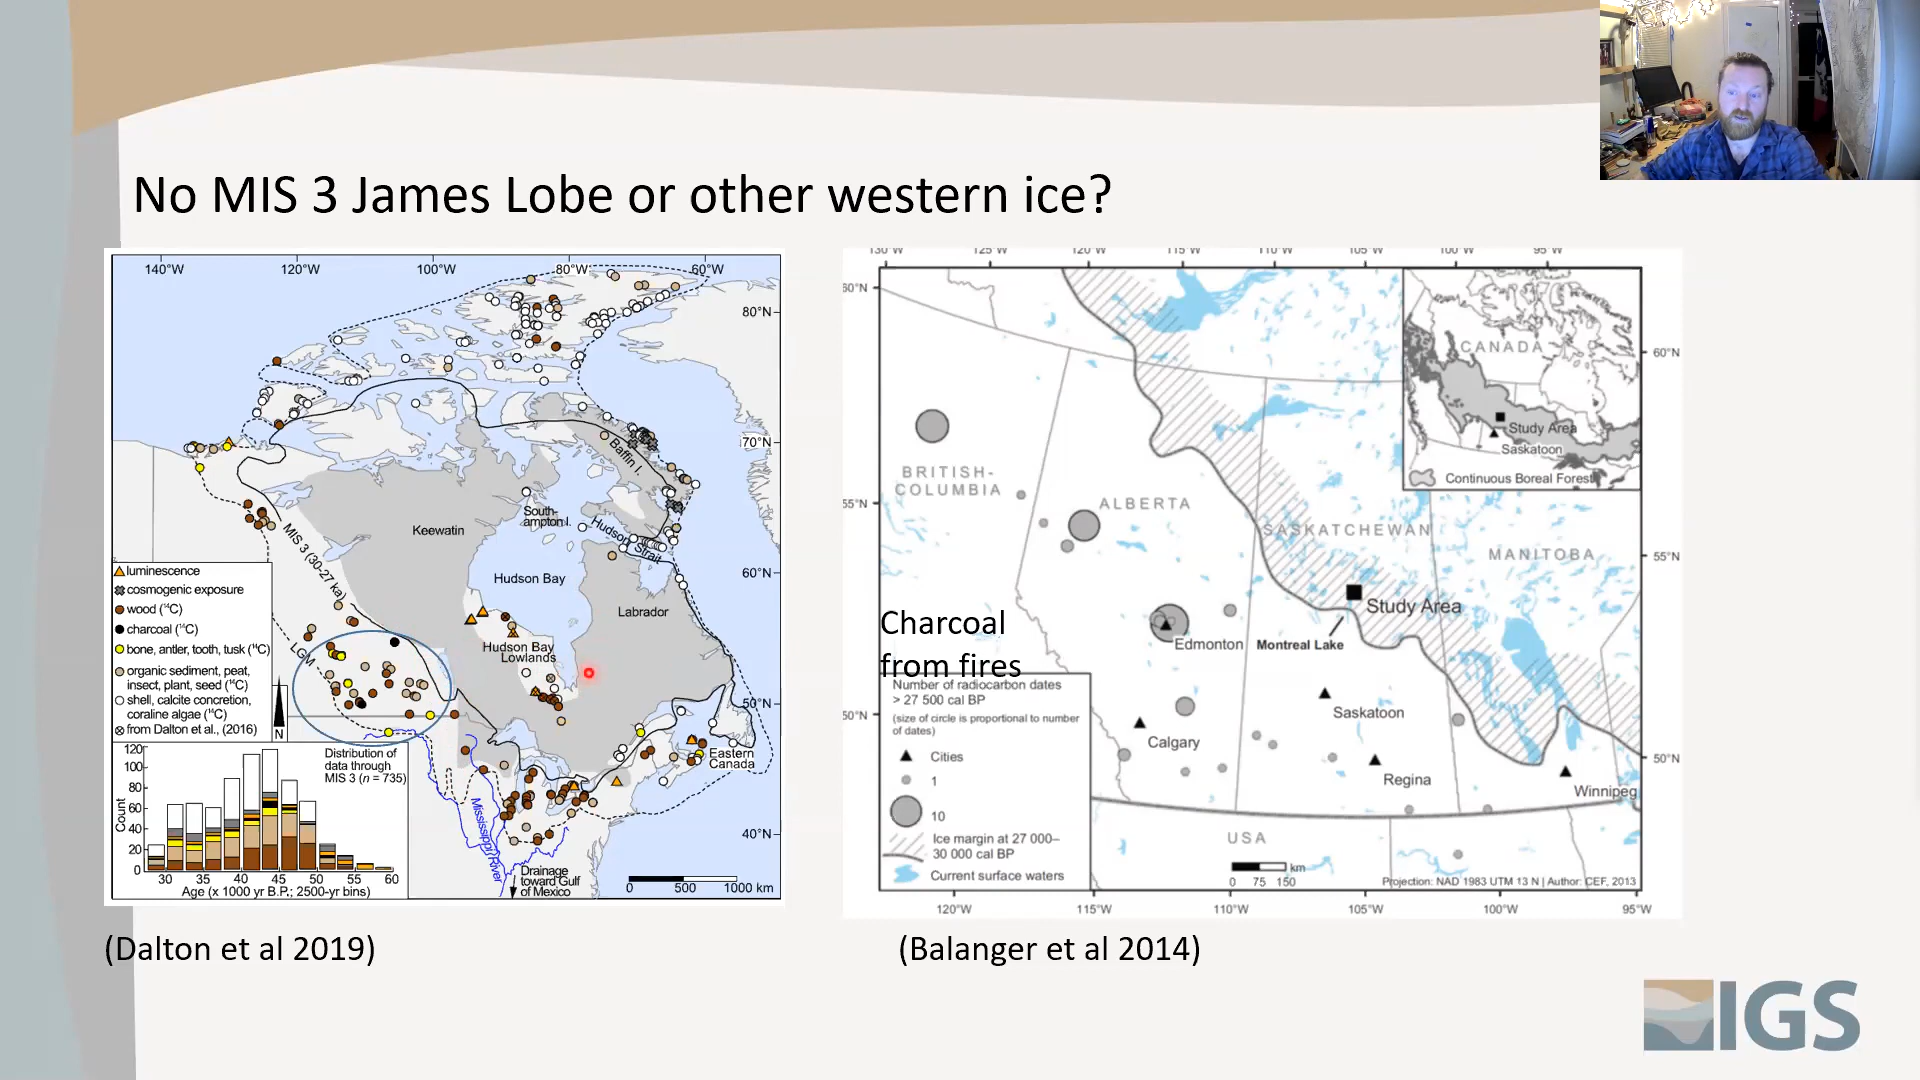 No MIS 3 James Lobe or other western ice?
140°W 120°W 100°W 80°W 60°W
80°N
70°N
60°N
50°N
40°N
Baffin I.
South-
ampton I.
Hudson Strait
Keewatin
Hudson Bay
Labrador
MIS 3 (30-27 ka)
LGM
Hudson Bay
Lowlands
Eastern
Canada
Mississippi River
Drainage
toward Gulf
of Mexico
0 500 1000 km
luminescence
cosmogenic exposure
wood (¹⁴C)
charcoal (¹⁴C)
bone, antler, tooth, tusk (¹⁴C)
organic sediment, peat,
insect, plant, seed (¹⁴C)
shell, calcite concretion,
coraline algae (¹⁴C)
from Dalton et al., (2016)
N
Distribution of
data through
MIS 3 (n = 735)
120
100
80
60
40
20
0
Count
30 35 40 45 50 55 60
Age (x 1000 yr B.P.; 2500-yr bins)
(Dalton et al 2019)
130°W 125°W 120°W 115°W 110°W 105°W 100°W 95°W
60°N
55°N
50°N
60°N
55°N
50°N
CANADA
Study Area
Saskatoon
Continuous Boreal Forest
BRITISH-
COLUMBIA
ALBERTA
SASKATCHEWAN
MANITOBA
Study Area
Montreal Lake
Edmonton
Saskatoon
Calgary
Regina
Winnipeg
USA
Charcoal
from fires
Number of radiocarbon dates
> 27 500 cal BP
(size of circle is proportional to number
of dates)
Cities
1
10
Ice margin at 27 000–
30 000 cal BP
Current surface waters
km
0 75 150
Projection: NAD 1983 UTM 13 N | Author: CEF, 2013
120°W 115°W 110°W 105°W 100°W 95°W
(Balanger et al 2014)
IGS